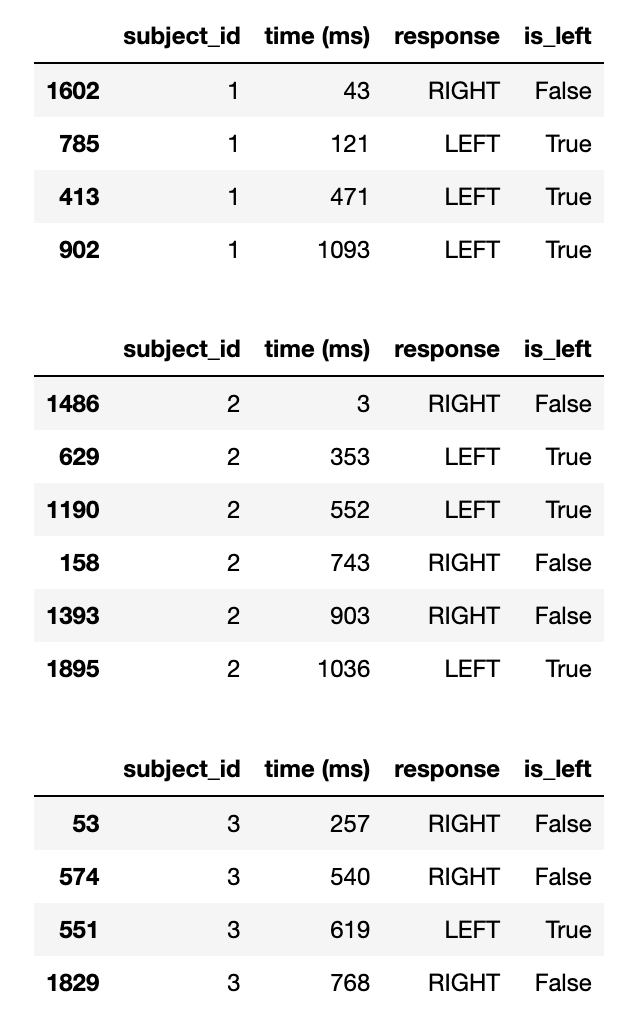 subject_id time (ms) response is_left
1602 1 43 RIGHT False
785 1 121 LEFT True
413 1 471 LEFT True
902 1 1093 LEFT True
subject_id time (ms) response is_left
1486 2 3 RIGHT False
629 2 353 LEFT True
1190 2 552 LEFT True
158 2 743 RIGHT False
1393 2 903 RIGHT False
1895 2 1036 LEFT True
subject_id time (ms) response is_left
53 3 257 RIGHT False
574 3 540 RIGHT False
551 3 619 LEFT True
1829 3 768 RIGHT False